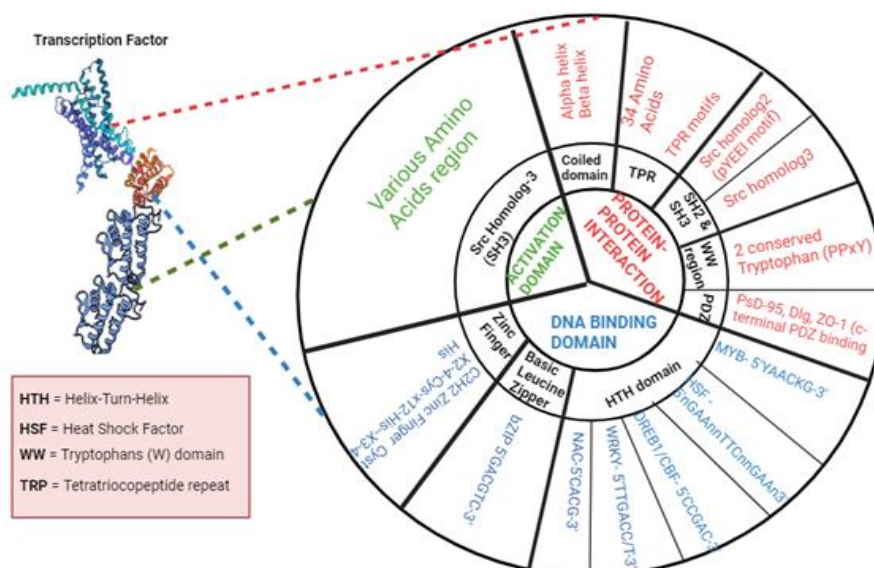 Transcription Factor
Various Amino
Acids region
Alpha helix
Beta helix
34 Amino
Acids
TPR motifs
Src homolog2
(pYEEI motif)
Src homolog3
2 conserved
Tryptophan (PPxY)
PsD-95, Dlg, ZO-1 (c-
terminal PDZ binding
Src Homolog-3
(SH3)
Coiled
domain
TPR
SH2 &
SH3
WW
region
PDZ
ACTIVATION
DOMAIN
PROTEIN-
PROTEIN
INTERACTION
DNA BINDING
DOMAIN
Zinc
Finger
Basic
Leucine
Zipper
HTH domain
C2H2 Zinc Finger Cyst
X2-4-Cys-x12-His-X3-4-
His
bZIP 5'GACGTC-3'
NAC-5'CACG-3'
WRKY- 5'TTGACC/T-3'
DREB1/CBF- 5'CCGAC-3'
HSF -
5'nGAAnnTTCnnGAAn3'
MYB- 5'YAACKG-3'
HTH = Helix-Turn-Helix
HSF = Heat Shock Factor
WW = Tryptophans (W) domain
TRP = Tetratriocopeptide repeat